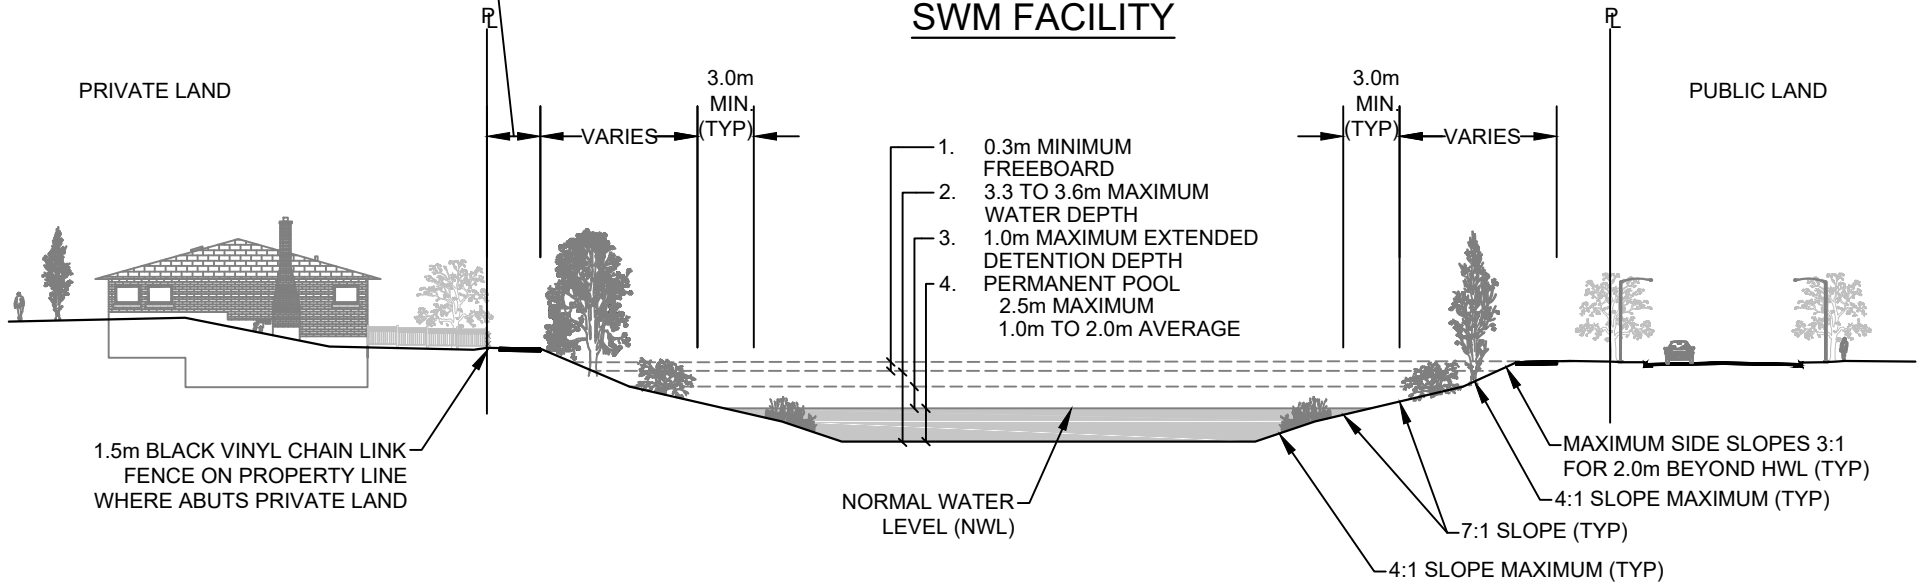 SWM FACILITY
PL
PL
PRIVATE LAND
PUBLIC LAND
3.0m
MIN.
(TYP)
VARIES
3.0m
MIN.
(TYP)
VARIES
1. 0.3m MINIMUM
FREEBOARD
2. 3.3 TO 3.6m MAXIMUM
WATER DEPTH
3. 1.0m MAXIMUM EXTENDED
DETENTION DEPTH
4. PERMANENT POOL
2.5m MAXIMUM
1.0m TO 2.0m AVERAGE
1.5m BLACK VINYL CHAIN LINK
FENCE ON PROPERTY LINE
WHERE ABUTS PRIVATE LAND
NORMAL WATER
LEVEL (NWL)
MAXIMUM SIDE SLOPES 3:1
FOR 2.0m BEYOND HWL (TYP)
4:1 SLOPE MAXIMUM (TYP)
7:1 SLOPE (TYP)
4:1 SLOPE MAXIMUM (TYP)